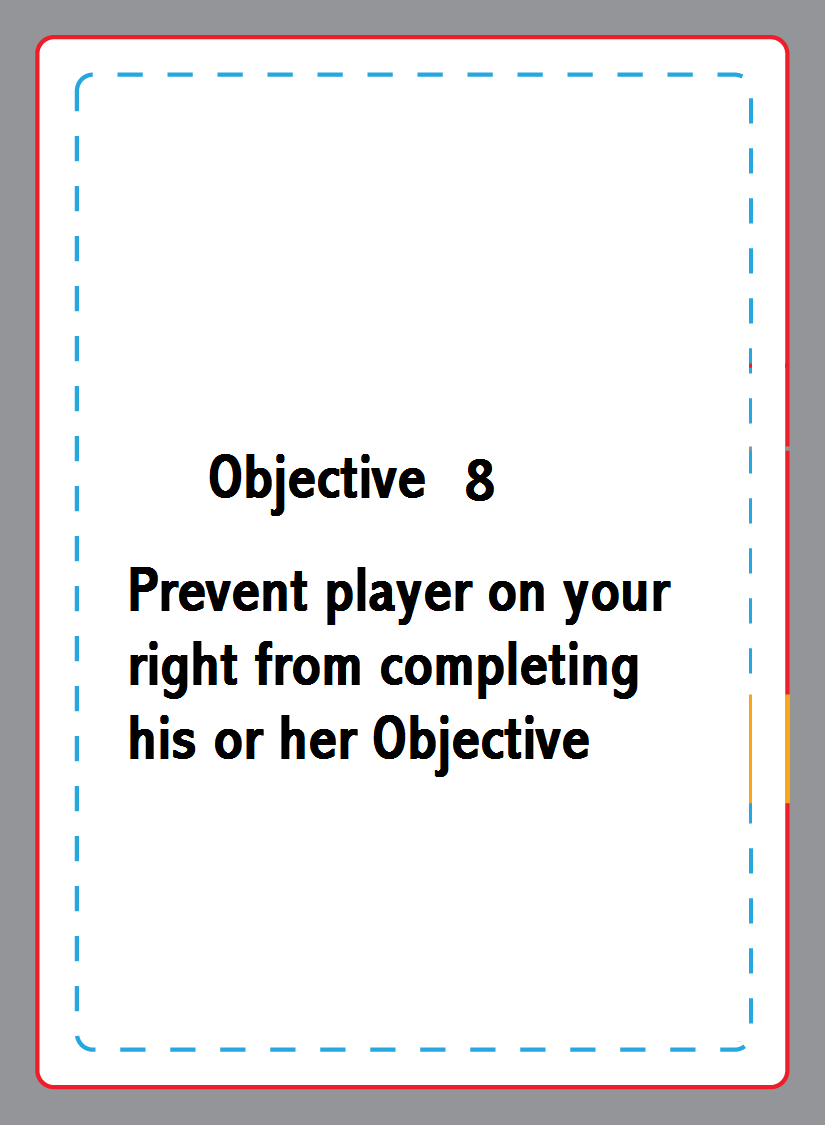 Objective 8
Prevent player on your
right from completing
his or her Objective